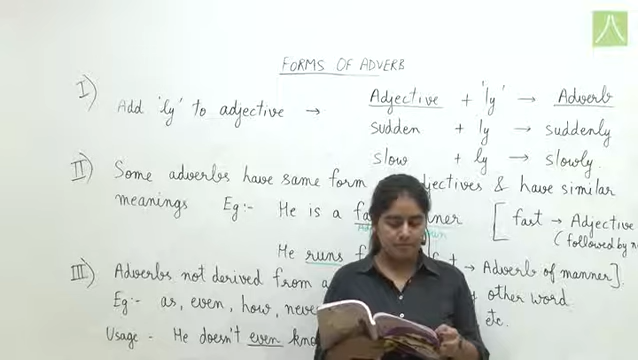 FORMS OF ADVERB
I) Add 'ly' to adjective → Adjective + 'ly' → Adverb
sudden + ly → suddenly
slow + ly → slowly.
II) Some adverbs have same form adjectives & have similar
meanings Eg:- He is a [ fast → Adjective
(followed by
He runs → Adverb of manner].
III) Adverbs not derived from other word.
Eg:- as, even, how, etc.
Usage - He doesn't even